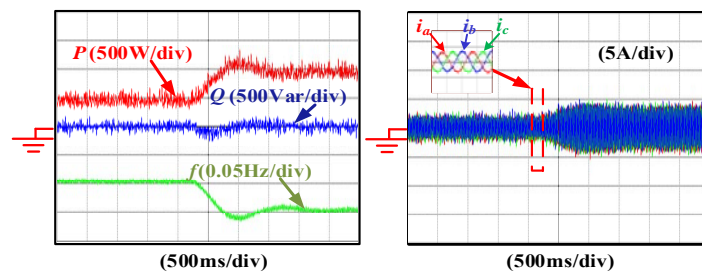 P (500W/div)
Q (500Var/div)
f(0.05Hz/div)
(500ms/div)
ia ib ic
(5A/div)
(500ms/div)